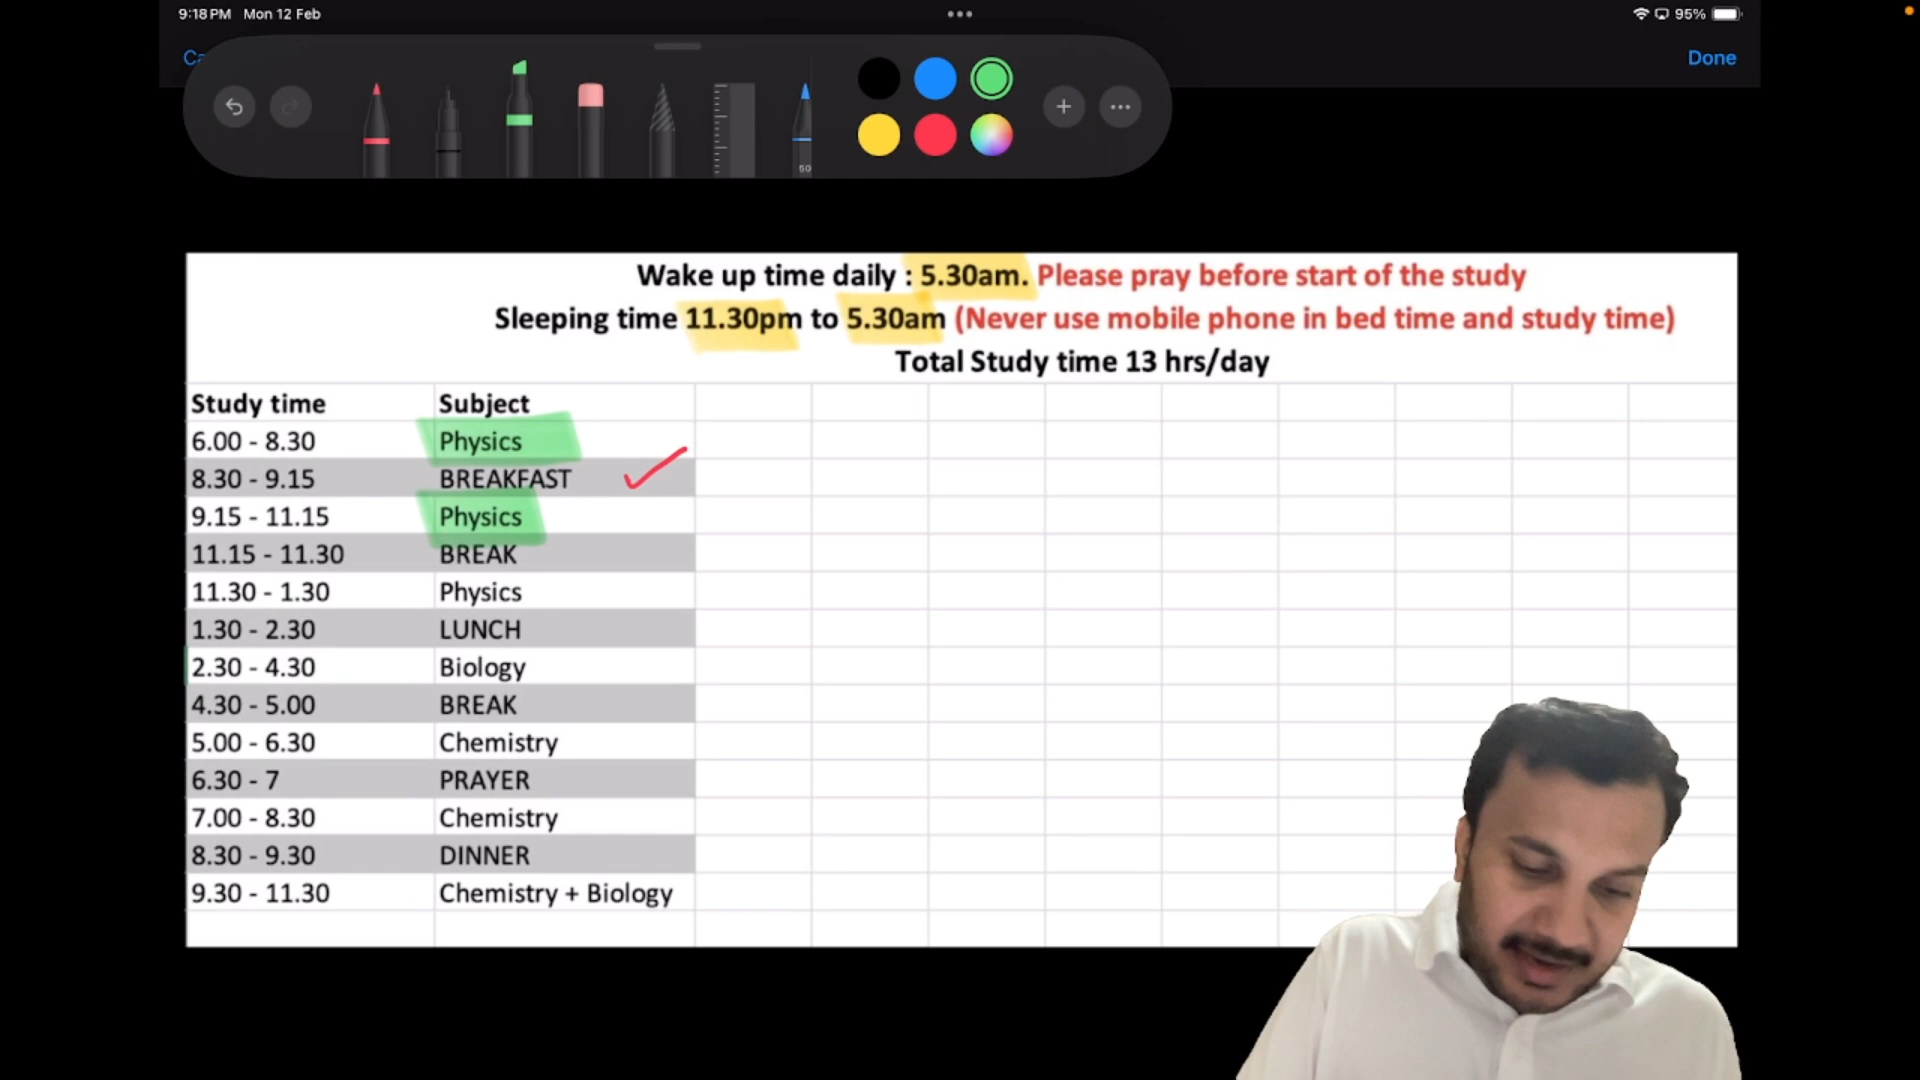 9:18 PM Mon 12 Feb
95%
Ca
Done
50
Wake up time daily : 5.30am. Please pray before start of the study
Sleeping time 11.30pm to 5.30am (Never use mobile phone in bed time and study time)
Total Study time 13 hrs/day
Study time Subject
6.00 - 8.30 Physics
8.30 - 9.15 BREAKFAST
9.15 - 11.15 Physics
11.15 - 11.30 BREAK
11.30 - 1.30 Physics
1.30 - 2.30 LUNCH
2.30 - 4.30 Biology
4.30 - 5.00 BREAK
5.00 - 6.30 Chemistry
6.30 - 7 PRAYER
7.00 - 8.30 Chemistry
8.30 - 9.30 DINNER
9.30 - 11.30 Chemistry + Biology